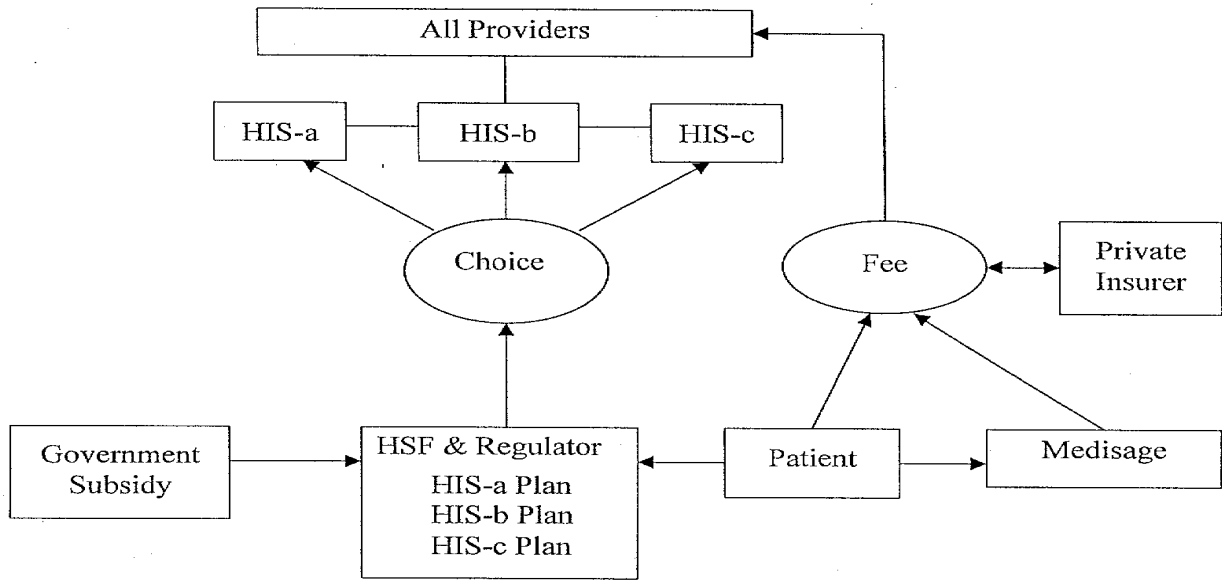 All Providers
HIS-a
HIS-b
HIS-c
Choice
Fee
Private
Insurer
Government
Subsidy
HSF & Regulator
HIS-a Plan
HIS-b Plan
HIS-c Plan
Patient
Medisage